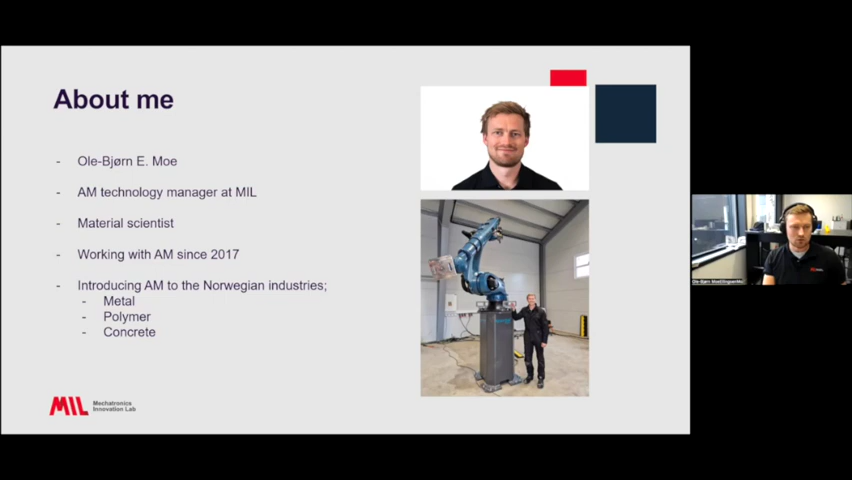 About me
- Ole-Bjørn E. Moe
- AM technology manager at MIL
- Material scientist
- Working with AM since 2017
- Introducing AM to the Norwegian industries;
- Metal
- Polymer
- Concrete
MIL Mechatronics
Innovation Lab